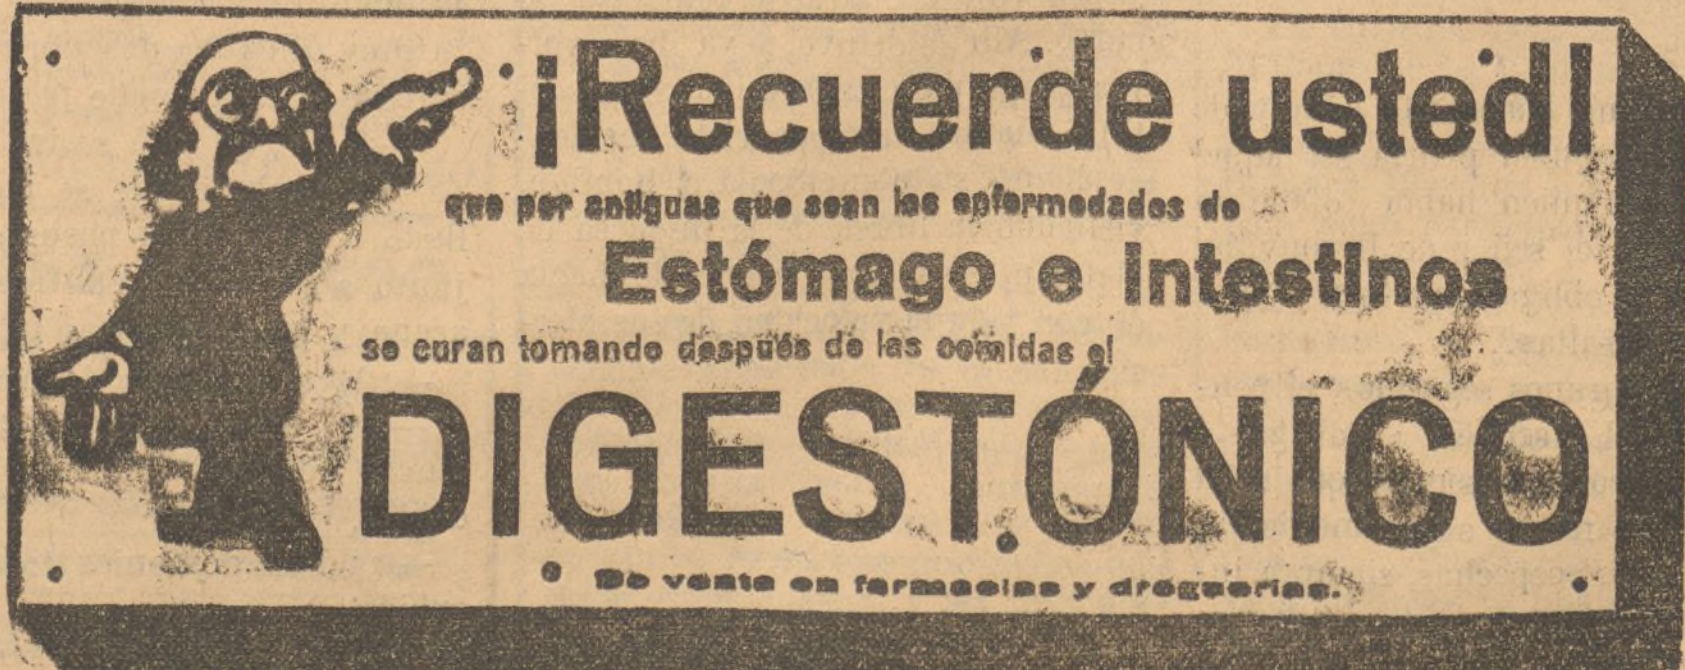 ¡Recuerde usted!
que por antiguas que sean las enfermedades de
Estómago e Intestinos
se curan tomando después de las comidas el
DIGESTÓNICO
De venta en farmacias y droguerías.